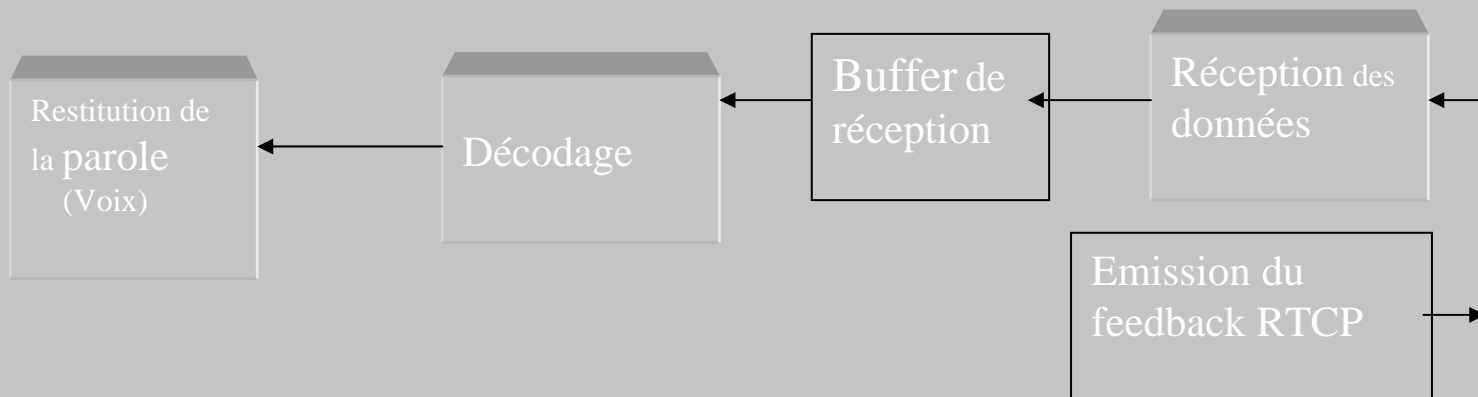 Restitution de
la parole
(Voix)
Décodage
Buffer de
réception
Réception des
données
Emission du
feedback RTCP